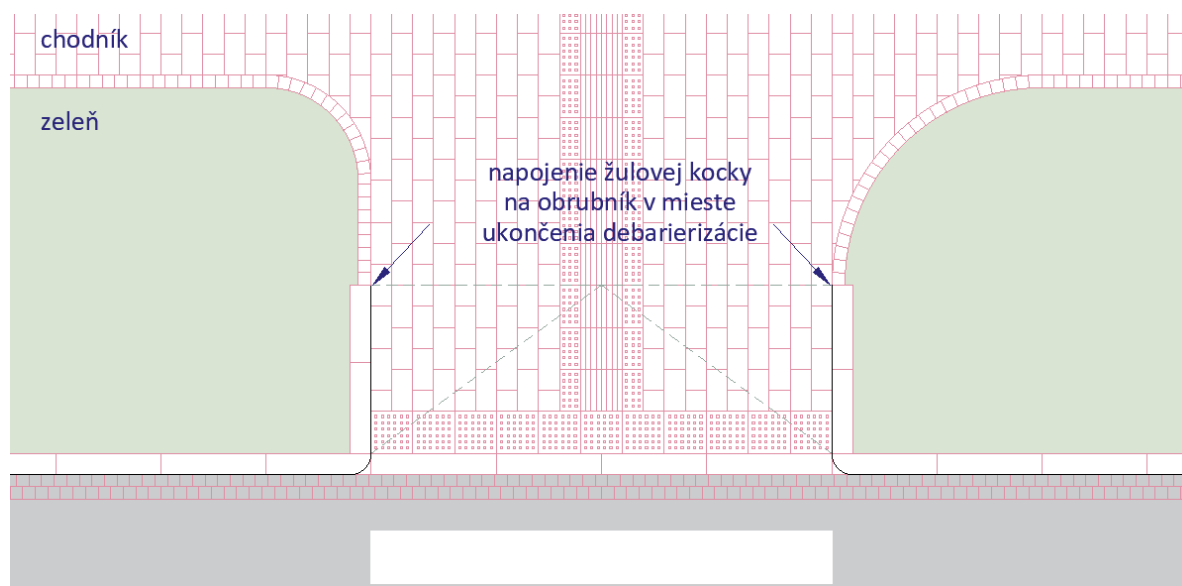 chodník
zeleň
napojenie žulovej kocky
na obrubník v mieste
ukončenia debarierizácie